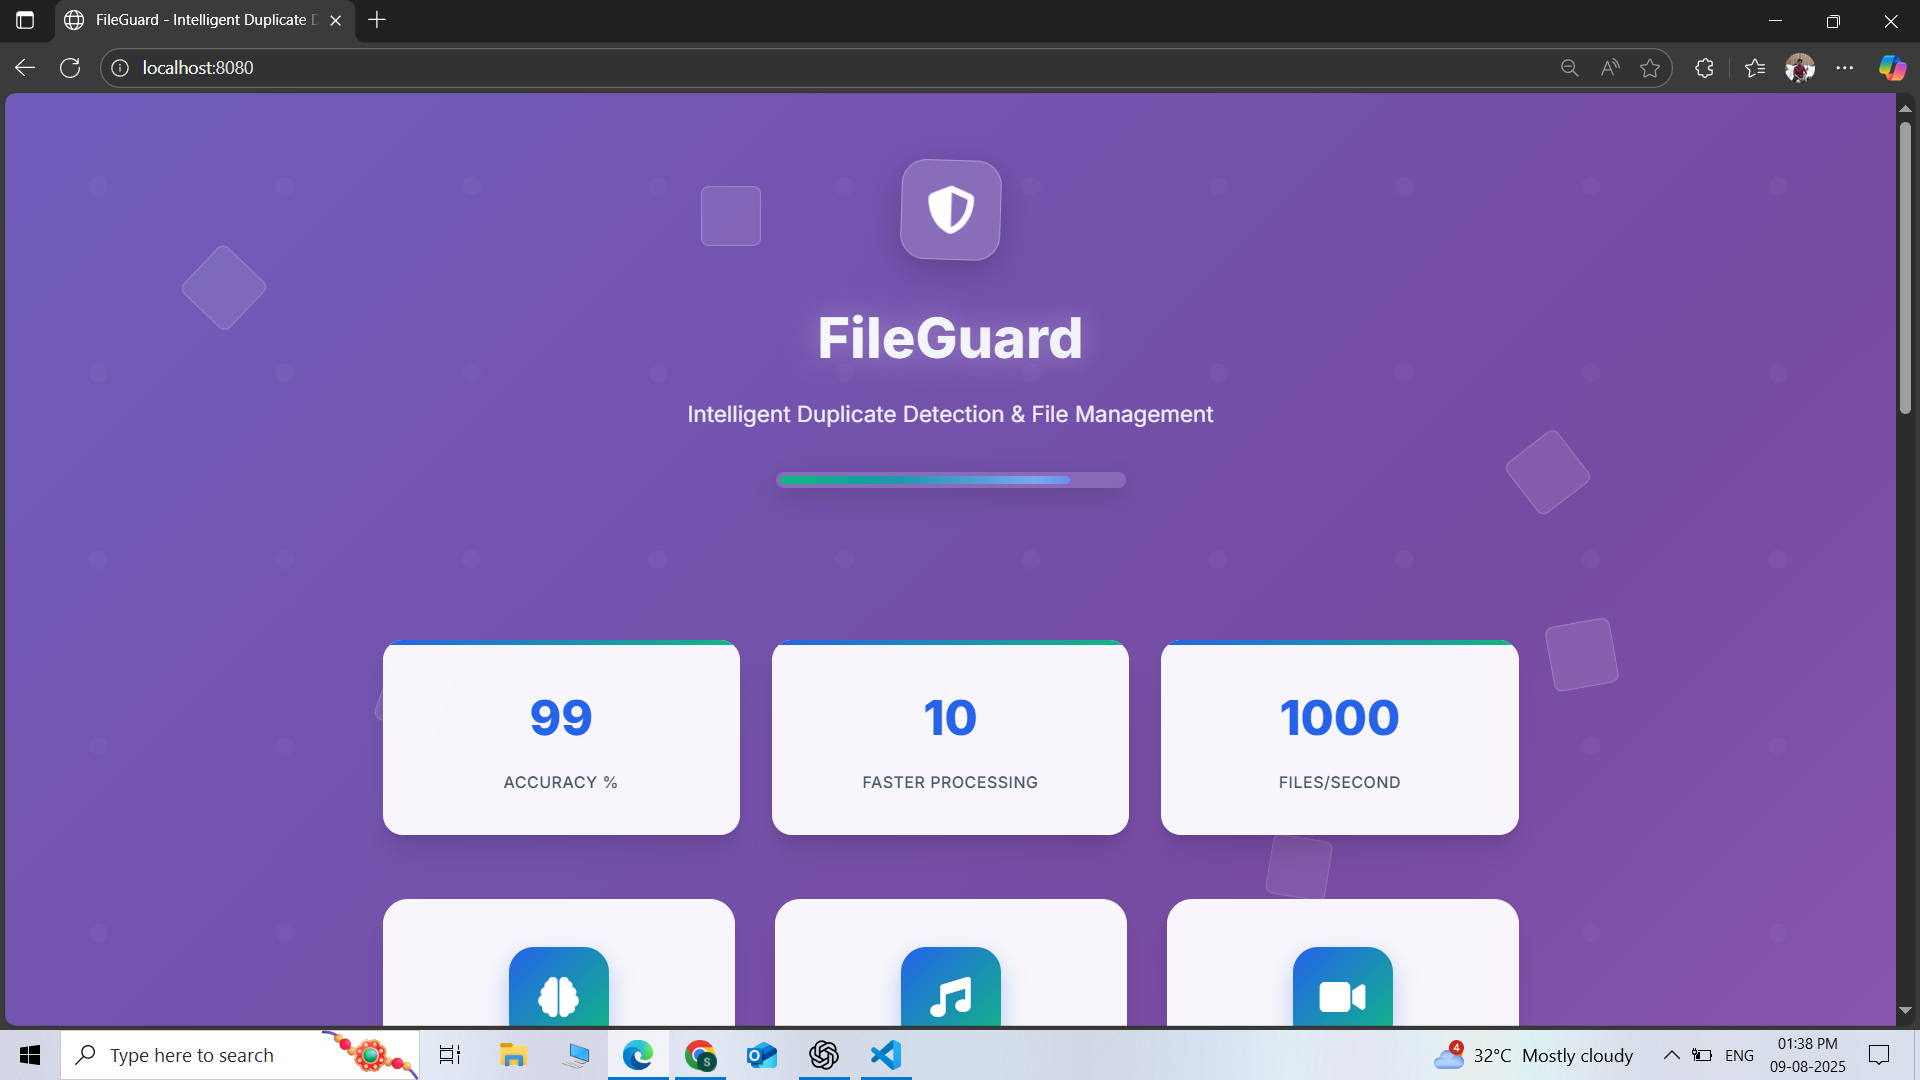 FileGuard - Intelligent Duplicate
localhost:8080
FileGuard
Intelligent Duplicate Detection & File Management
99
ACCURACY %
10
FASTER PROCESSING
1000
FILES/SECOND
Type here to search
4
32°C Mostly cloudy
ENG
01:38 PM
09-08-2025